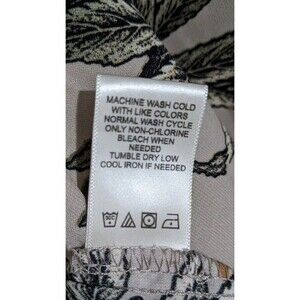 MACHINE WASH COLD
WITH LIKE COLORS
NORMAL WASH CYCLE
ONLY NON-CHLORINE
BLEACH WHEN
NEEDED
TUMBLE DRY LOW
COOL IRON IF NEEDED